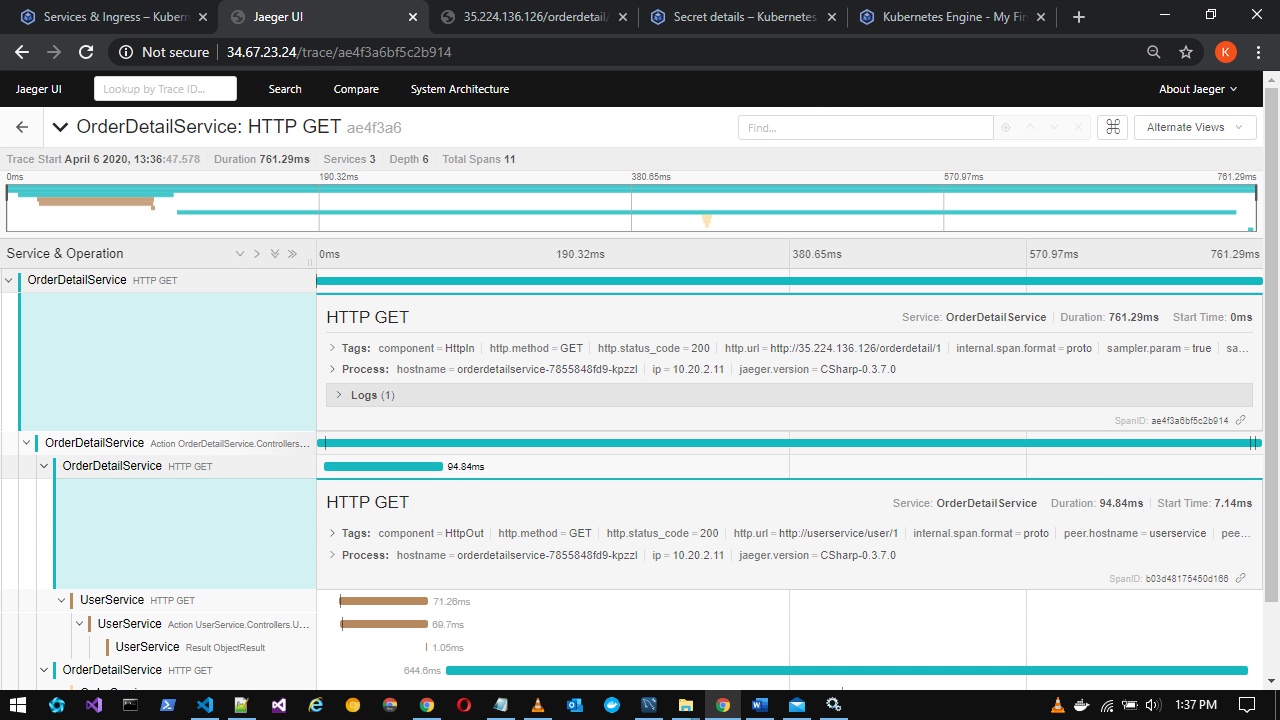 Services & Ingress – Kubern
Jaeger UI
35.224.136.126/orderdetail/
Secret details – Kubernetes
Kubernetes Engine - My Fir
Not secure
34.67.23.24/trace/ae4f3a6bf5c2b914
K
Jaeger UI
Lookup by Trace ID...
Search
Compare
System Architecture
About Jaeger
OrderDetailService: HTTP GET ae4f3a6
Find...
Alternate Views
Trace Start April 6 2020, 13:36:47.578 Duration 761.29ms Services 3 Depth 6 Total Spans 11
0ms 190.32ms 380.65ms 570.97ms 761.29ms
Service & Operation
0ms 190.32ms 380.65ms 570.97ms 761.29ms
OrderDetailService HTTP GET
HTTP GET
Service: OrderDetailService Duration: 761.29ms Start Time: 0ms
Tags: component = HttpIn http.method = GET http.status_code = 200 http.url = http://35.224.136.126/orderdetail/1 internal.span.format = proto sampler.param = true sa...
Process: hostname = orderdetailservice-7855848fd9-kpzzl ip = 10.20.2.11 jaeger.version = CSharp-0.3.7.0
Logs (1)
SpanID: ae4f3a6bf5c2b914
OrderDetailService Action OrderDetailService.Controllers...
OrderDetailService HTTP GET
94.84ms
HTTP GET
Service: OrderDetailService Duration: 94.84ms Start Time: 7.14ms
Tags: component = HttpOut http.method = GET http.status_code = 200 http.url = http://userservice/user/1 internal.span.format = proto peer.hostname = userservice pee...
Process: hostname = orderdetailservice-7855848fd9-kpzzl ip = 10.20.2.11 jaeger.version = CSharp-0.3.7.0
SpanID: b03d48175450d166
UserService HTTP GET
71.26ms
UserService Action UserService.Controllers.U...
69.7ms
UserService Result ObjectResult
1.05ms
OrderDetailService HTTP GET
644.6ms
1:37 PM